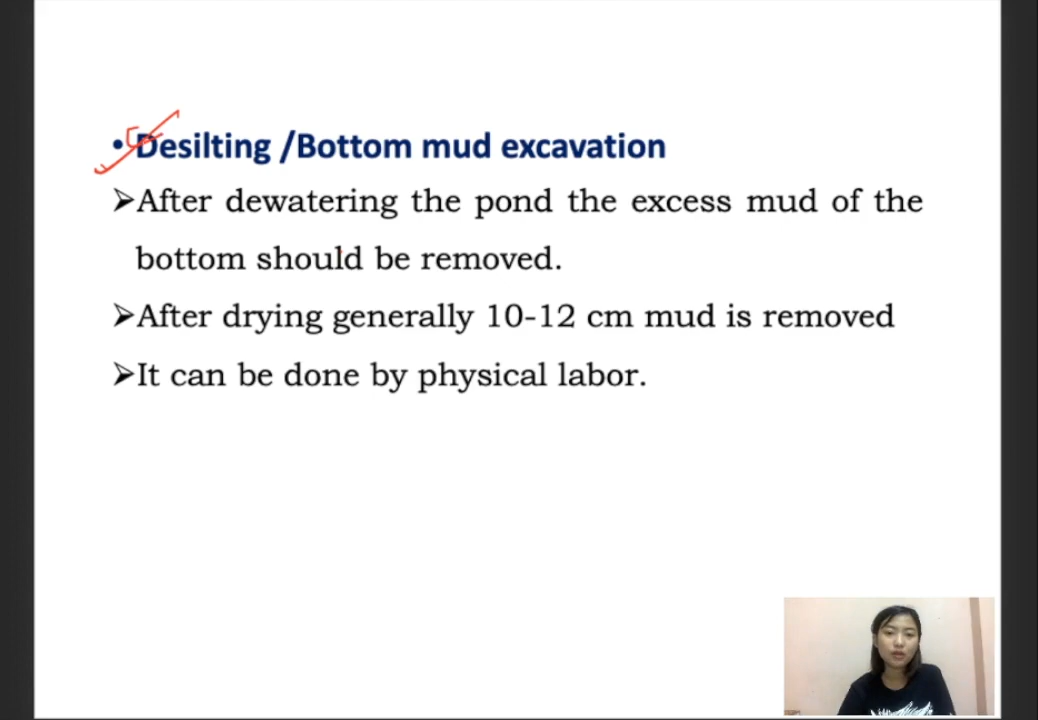 • Desilting /Bottom mud excavation
➢After dewatering the pond the excess mud of the
bottom should be removed.
➢After drying generally 10-12 cm mud is removed
➢It can be done by physical labor.